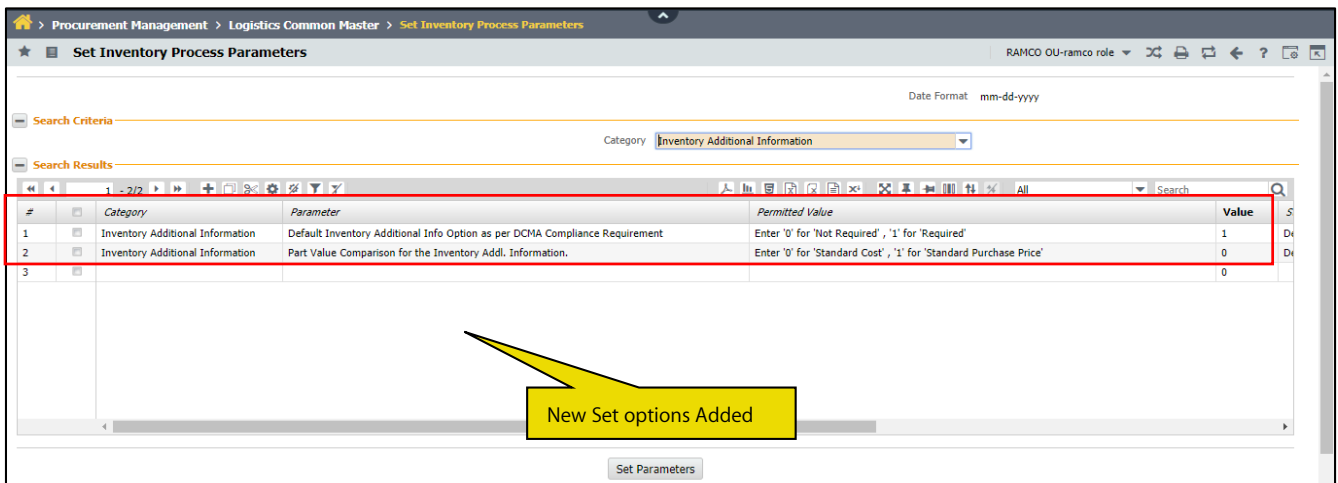 > Procurement Management > Logistics Common Master > Set Inventory Process Parameters
Set Inventory Process Parameters
RAMCO OU-ramco role
?
Date Format mm-dd-yyyy
Search Criteria
Category Inventory Additional Information
Search Results
1 - 2/2
All
Search
# Category Parameter Permitted Value Value S
1 Inventory Additional Information Default Inventory Additional Info Option as per DCMA Compliance Requirement Enter '0' for 'Not Required' , '1' for 'Required' 1 De
2 Inventory Additional Information Part Value Comparison for the Inventory Addl. Information. Enter '0' for 'Standard Cost' , '1' for 'Standard Purchase Price' 0 De
3 0
New Set options Added
Set Parameters